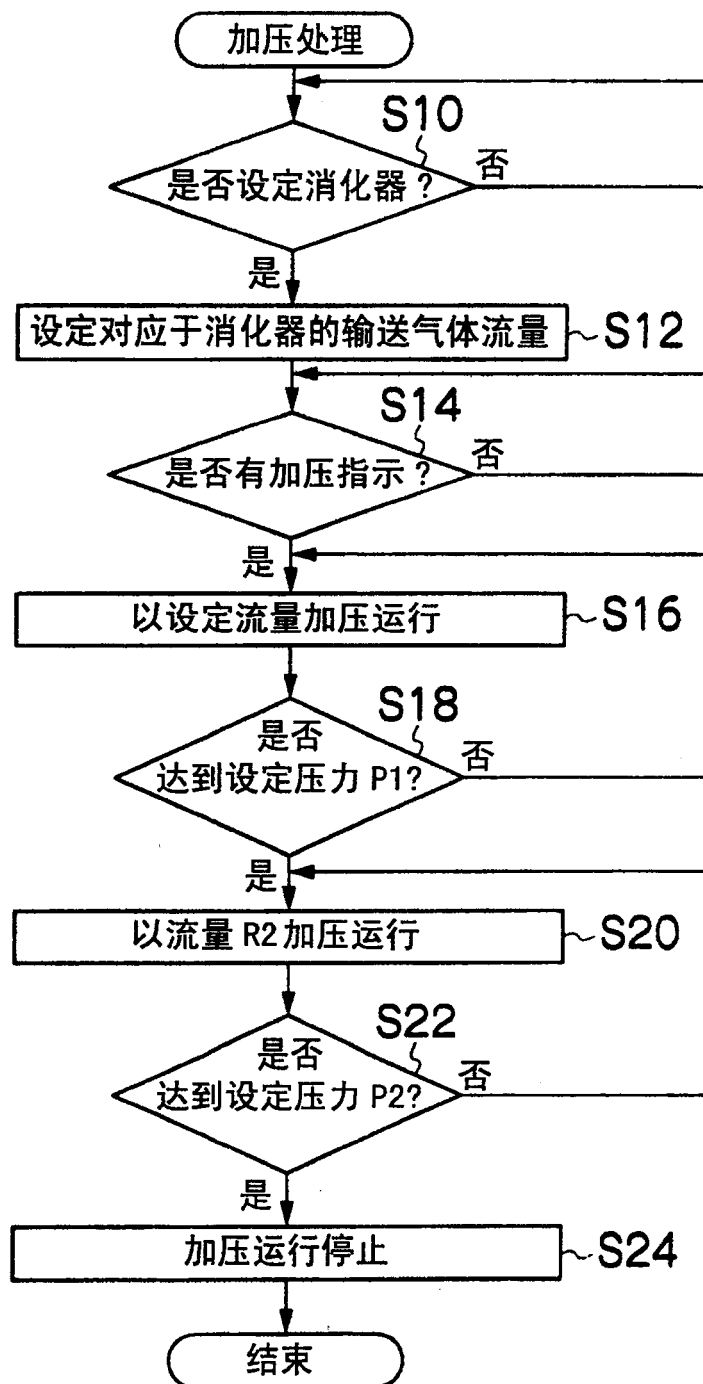 加压处理
S10
是否设定消化器?
否
是
设定对应于消化器的输送气体流量
S12
S14
是否有加压指示?
否
是
以设定流量加压运行
S16
S18
是否
达到设定压力 P1?
否
是
以流量 R2 加压运行
S20
S22
是否
达到设定压力 P2?
否
是
加压运行停止
S24
结束